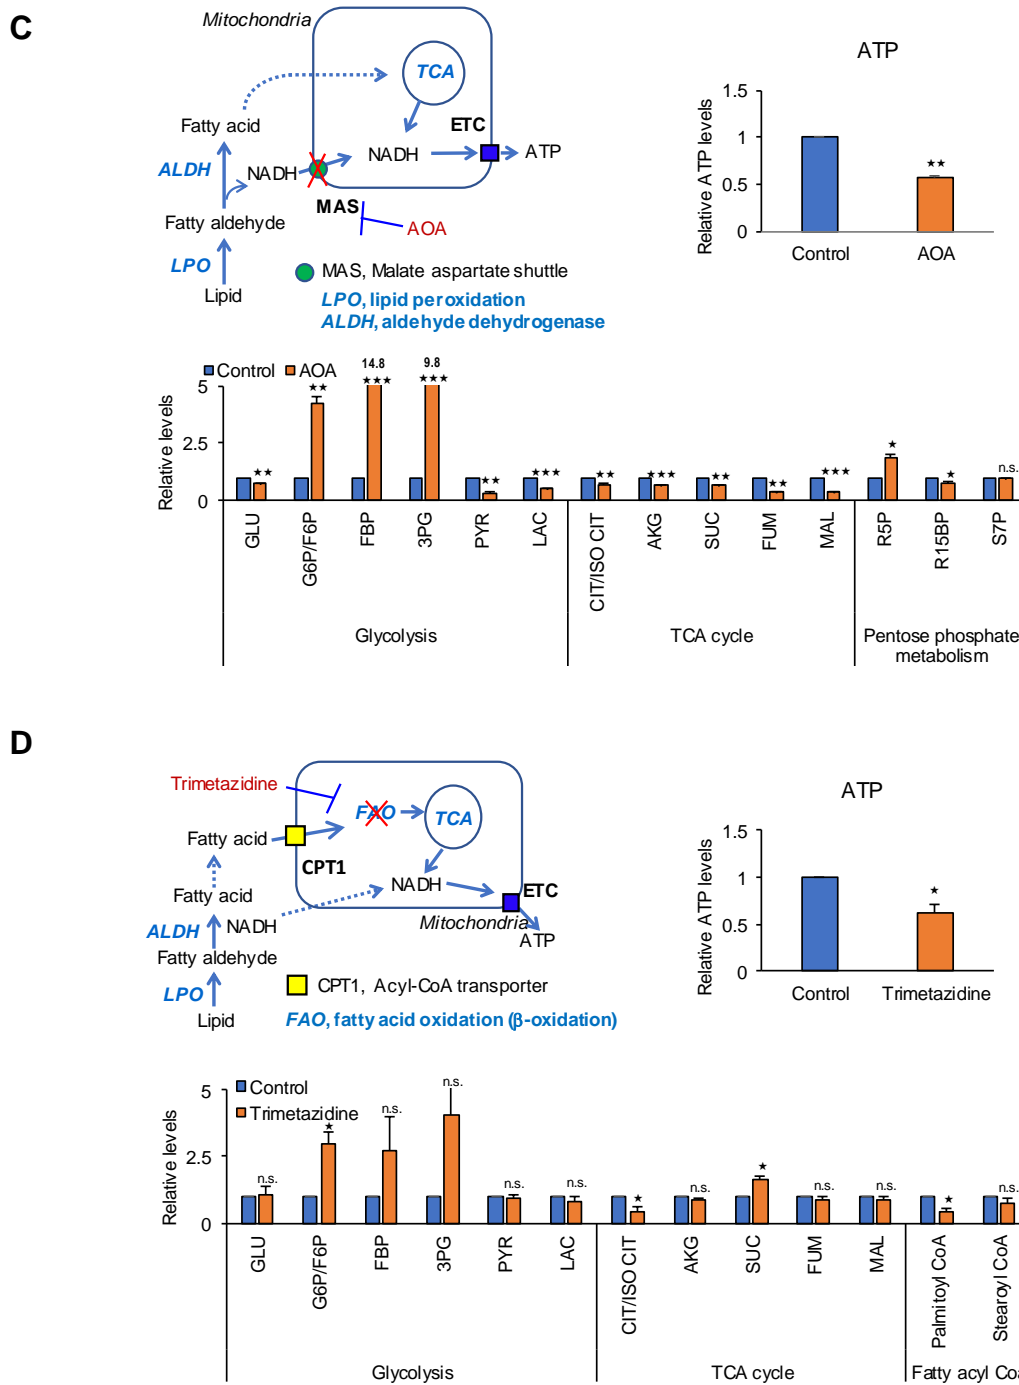 C
Mitochondria
TCA
Fatty acid
ETC
NADH
ATP
ALDH
NADH
MAS
Fatty aldehyde
AOA
LPO
Lipid
MAS, Malate aspartate shuttle
LPO, lipid peroxidation
ALDH, aldehyde dehydrogenase
ATP
Relative ATP levels
1.5
1
0.5
0
★★
Control
AOA
Control
AOA
Relative levels
5
2.5
0
★★
★★
14.8
★★★
9.8
★★★
★★
★★★
★★
★★★
★★
★★
★★★
★
★
n.s.
GLU
G6P/F6P
FBP
3PG
PYR
LAC
CIT/ISO CIT
AKG
SUC
FUM
MAL
R5P
R15BP
S7P
Glycolysis
TCA cycle
Pentose phosphate
metabolism
D
Trimetazidine
FAO
TCA
Fatty acid
CPT1
NADH
ETC
Fatty acid
Mitochondria
ALDH
NADH
ATP
Fatty aldehyde
LPO
Lipid
CPT1, Acyl-CoA transporter
FAO, fatty acid oxidation (β-oxidation)
ATP
Relative ATP levels
1.5
1
0.5
0
★
Control
Trimetazidine
Control
Trimetazidine
Relative levels
5
2.5
0
n.s.
★
n.s.
n.s.
n.s.
n.s.
★
n.s.
★
n.s.
n.s.
★
n.s.
GLU
G6P/F6P
FBP
3PG
PYR
LAC
CIT/ISO CIT
AKG
SUC
FUM
MAL
Palmitoyl CoA
Stearoyl CoA
Glycolysis
TCA cycle
Fatty acyl Co